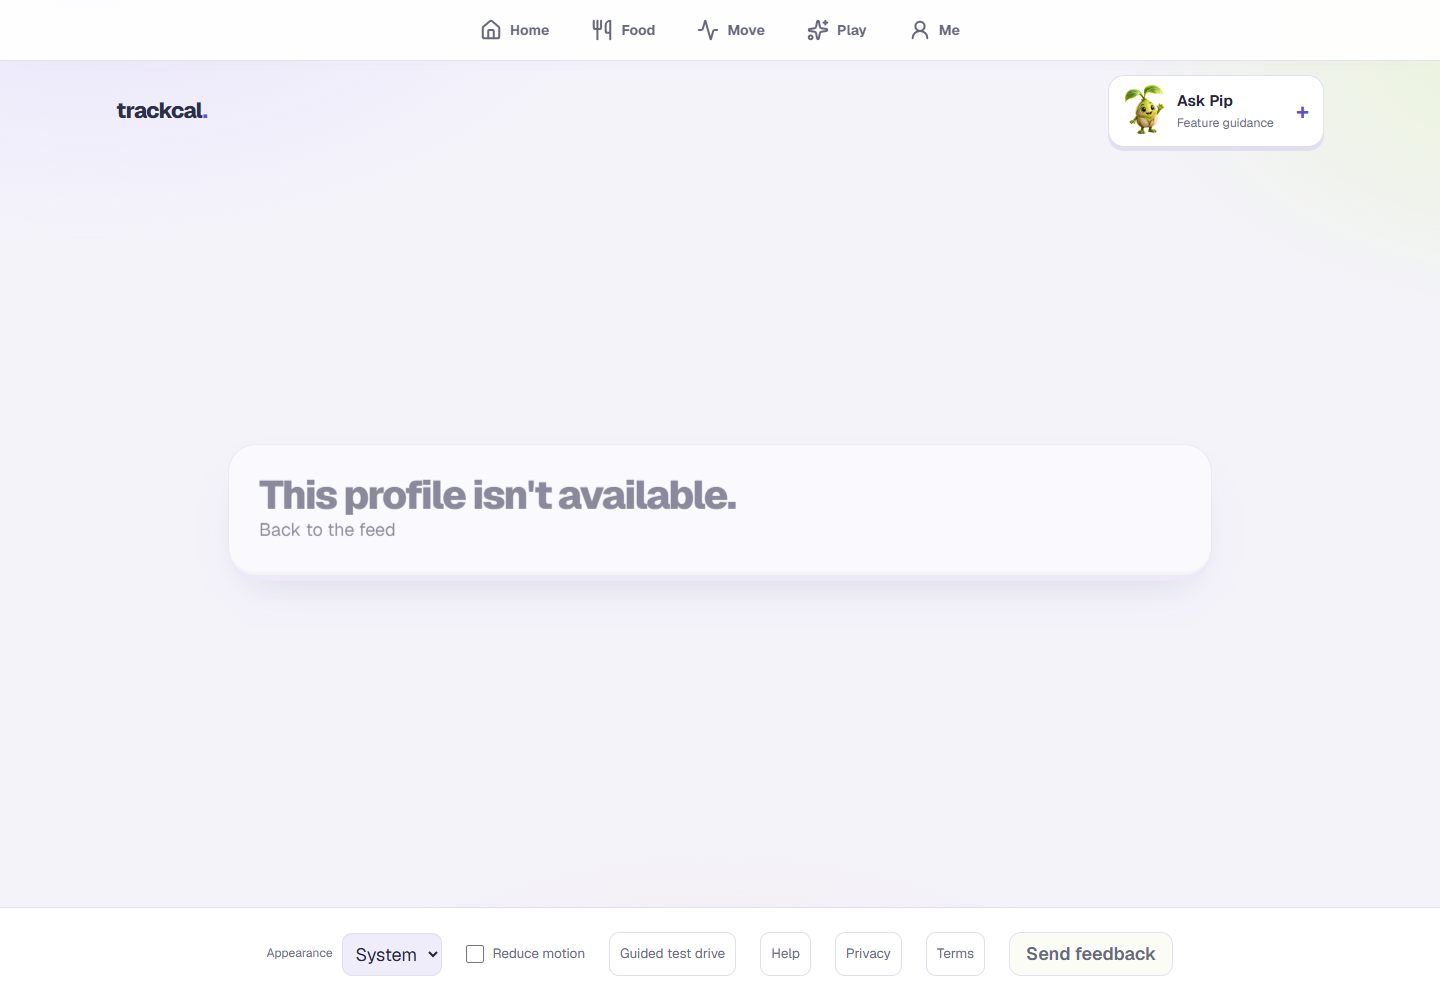 Home
Food
Move
Play
Me
trackcal.
Ask Pip
Feature guidance
+
This profile isn't available.
Back to the feed
Appearance
System
Reduce motion
Guided test drive
Help
Privacy
Terms
Send feedback